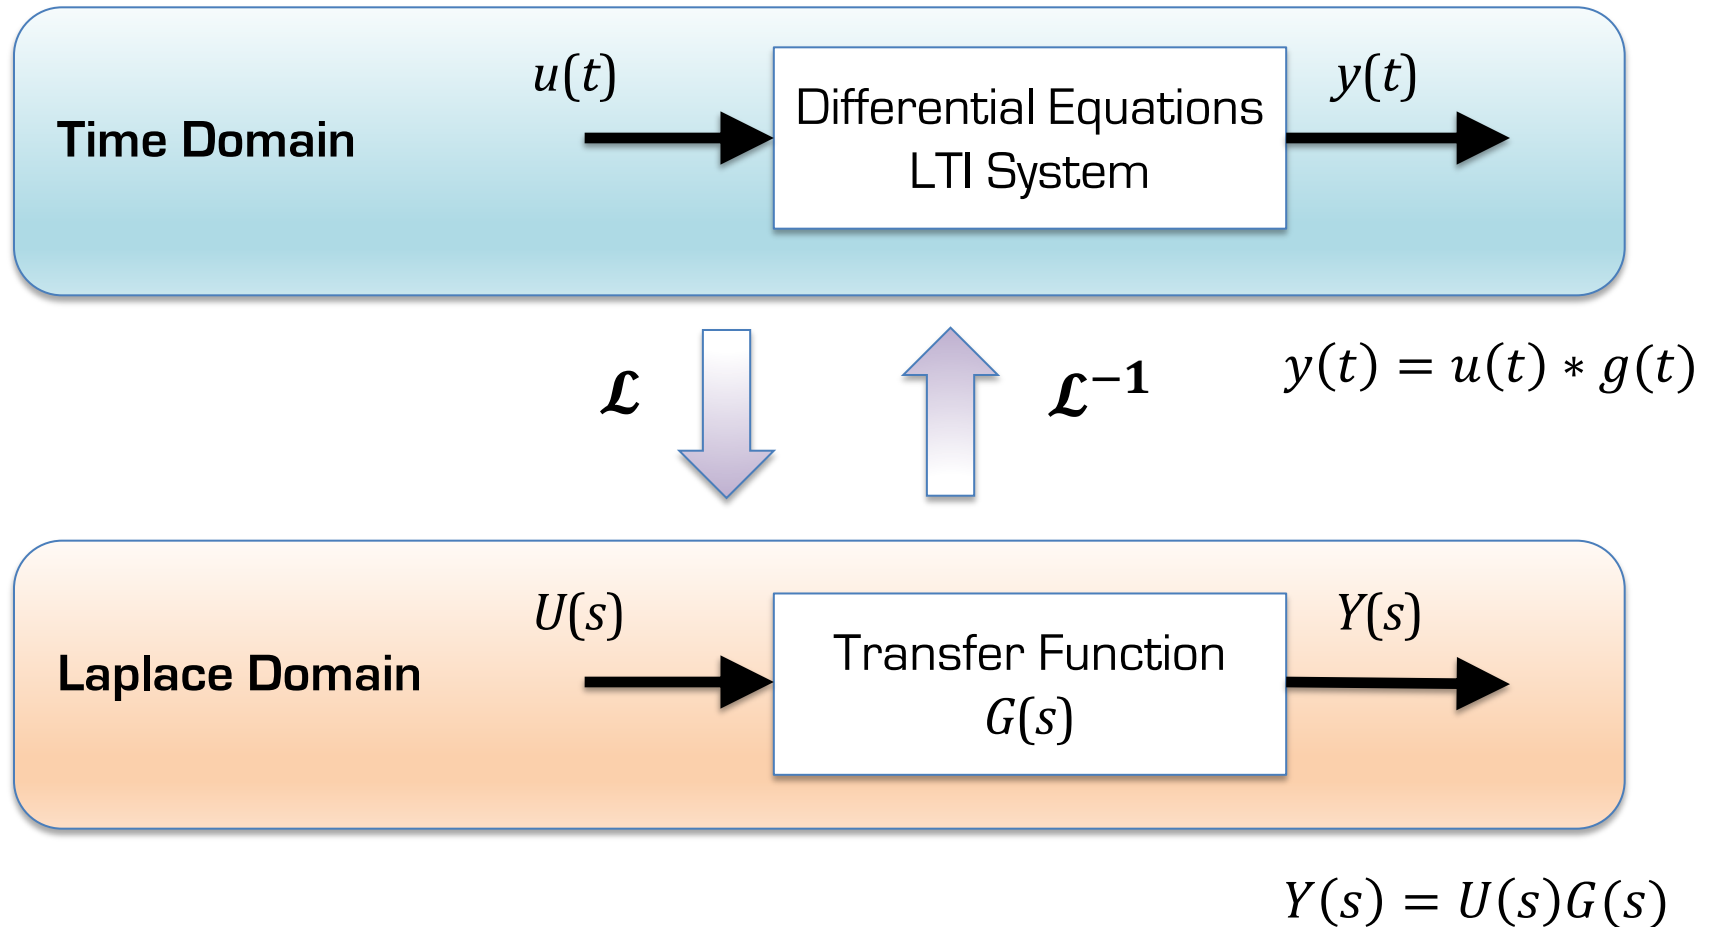 Time Domain
u(t)
Differential Equations
LTI System
y(t)
ℒ
ℒ⁻¹
y(t) = u(t) ∗ g(t)
Laplace Domain
U(s)
Transfer Function
G(s)
Y(s)
Y(s) = U(s)G(s)